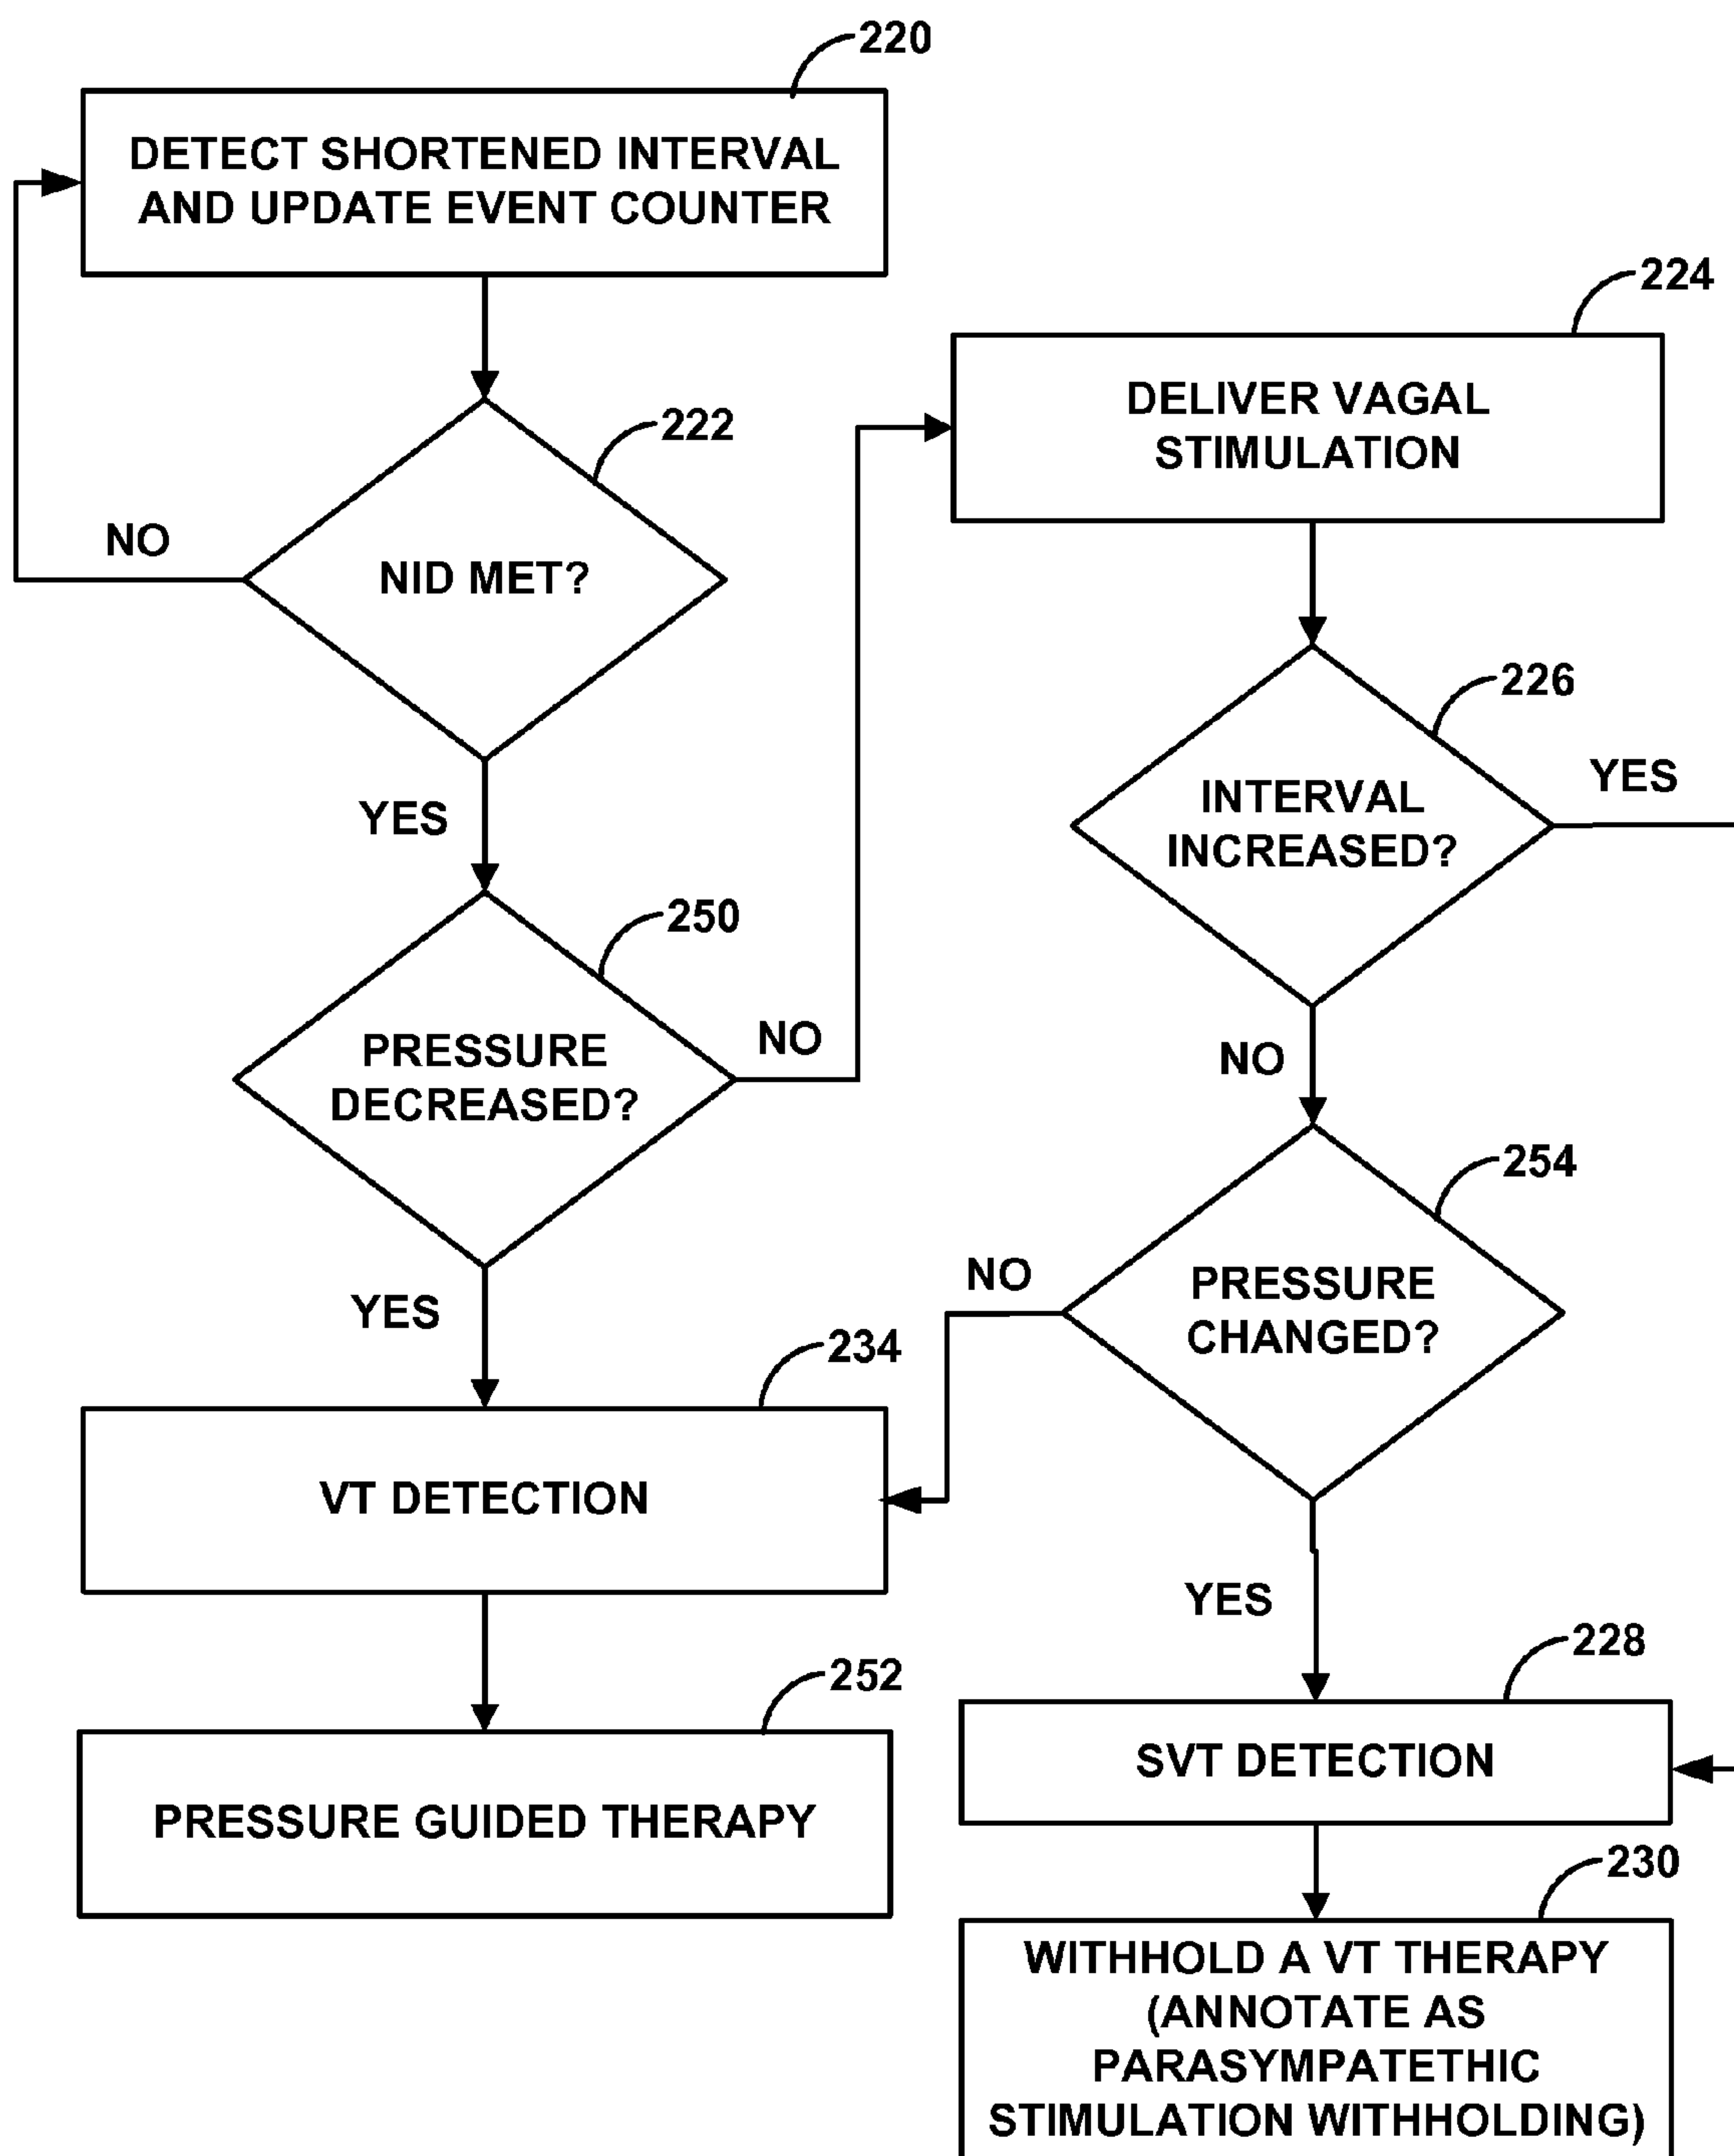 220
DETECT SHORTENED INTERVAL
AND UPDATE EVENT COUNTER
222
NO
NID MET?
YES
250
PRESSURE
DECREASED?
NO
YES
234
VT DETECTION
252
PRESSURE GUIDED THERAPY
224
DELIVER VAGAL
STIMULATION
226
INTERVAL
INCREASED?
YES
NO
254
PRESSURE
CHANGED?
NO
YES
228
SVT DETECTION
230
WITHHOLD A VT THERAPY
(ANNOTATE AS
PARASYMPATETHIC
STIMULATION WITHHOLDING)